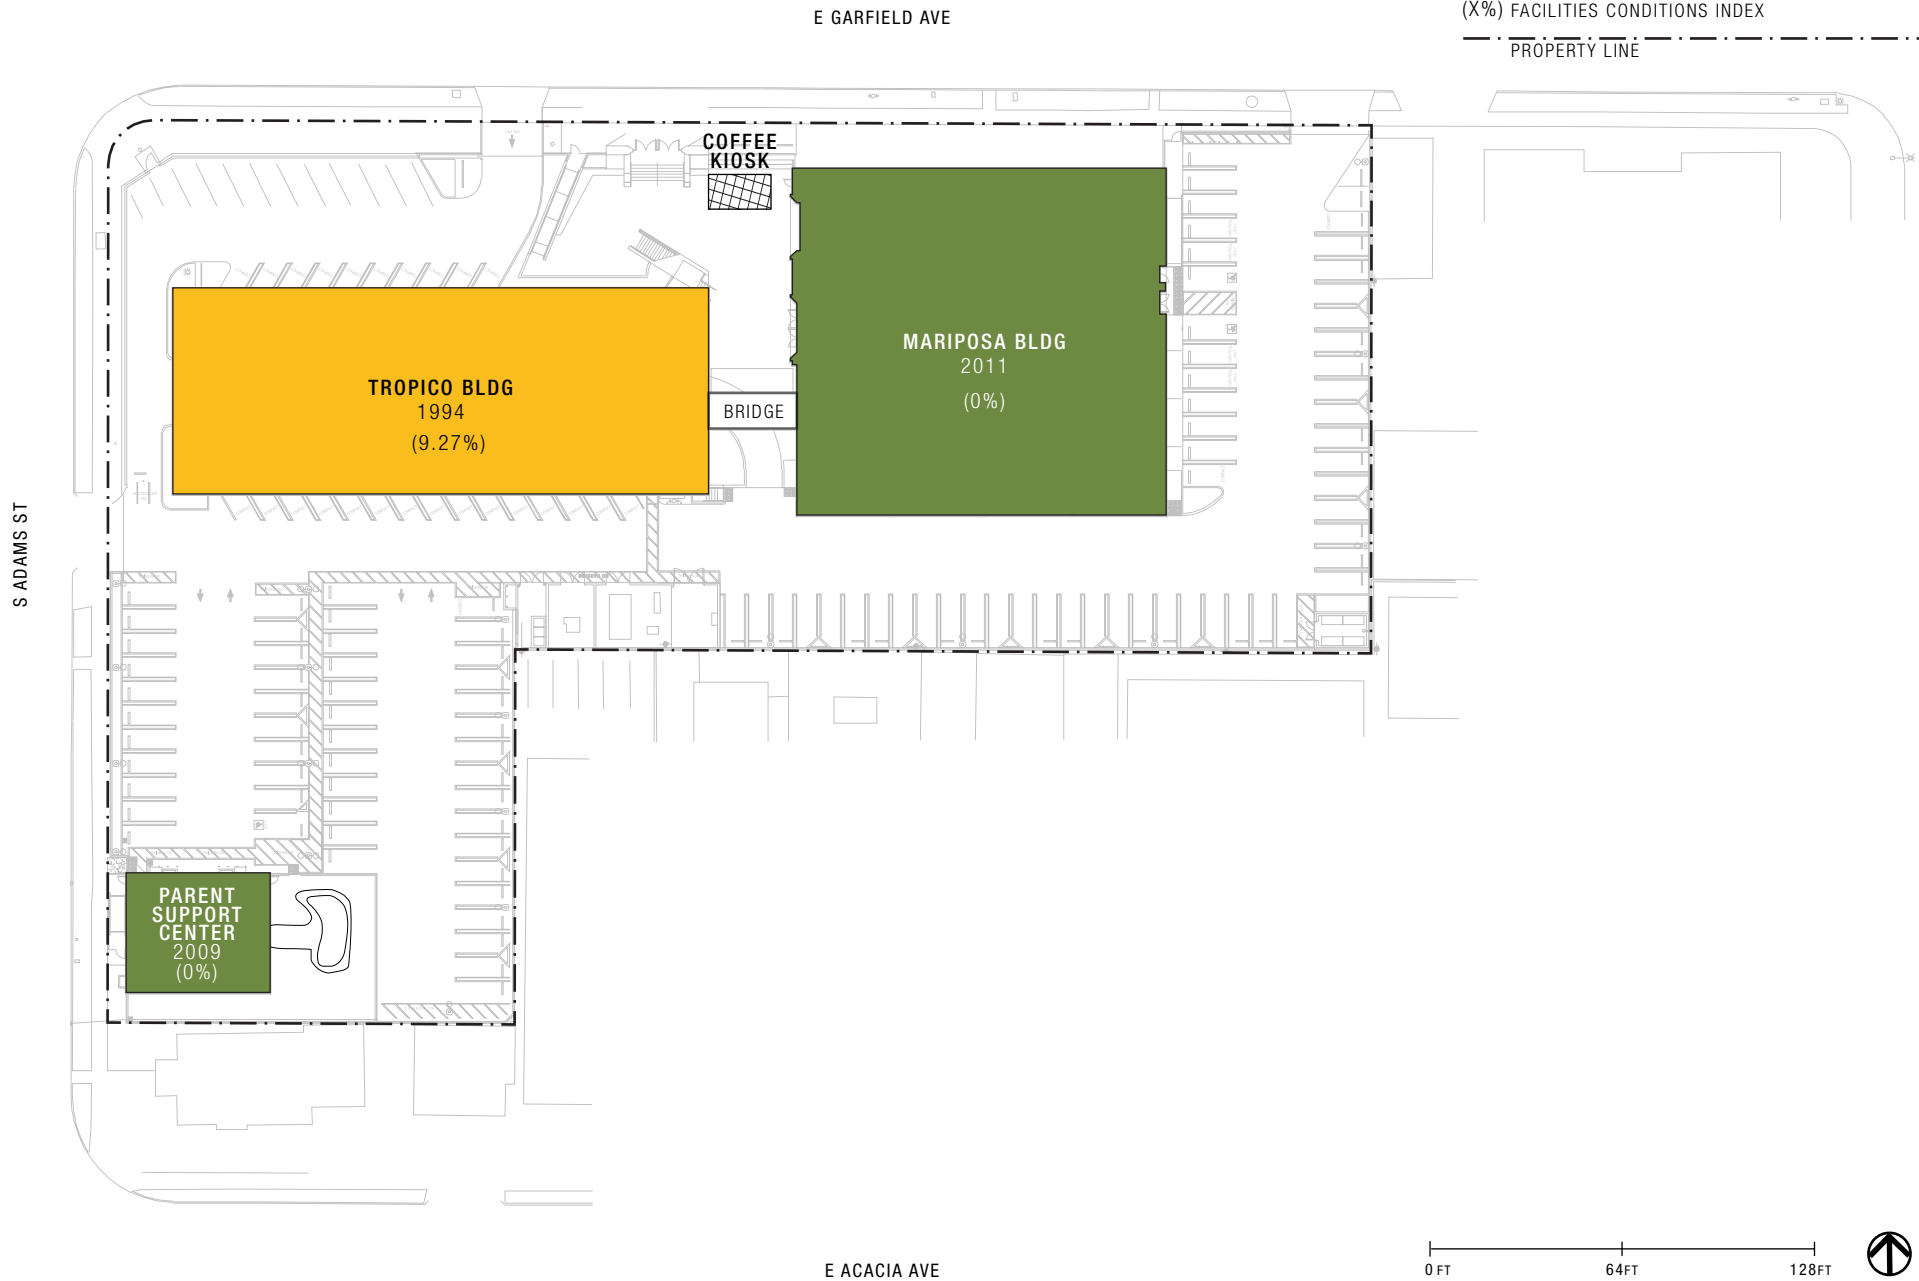 E GARFIELD AVE
(X%) FACILITIES CONDITIONS INDEX
PROPERTY LINE
COFFEE
KIOSK
MARIPOSA BLDG
2011
(0%)
TROPICO BLDG
1994
(9.27%)
BRIDGE
S ADAMS ST
PARENT
SUPPORT
CENTER
2009
(0%)
E ACACIA AVE
0 FT
64FT
128FT